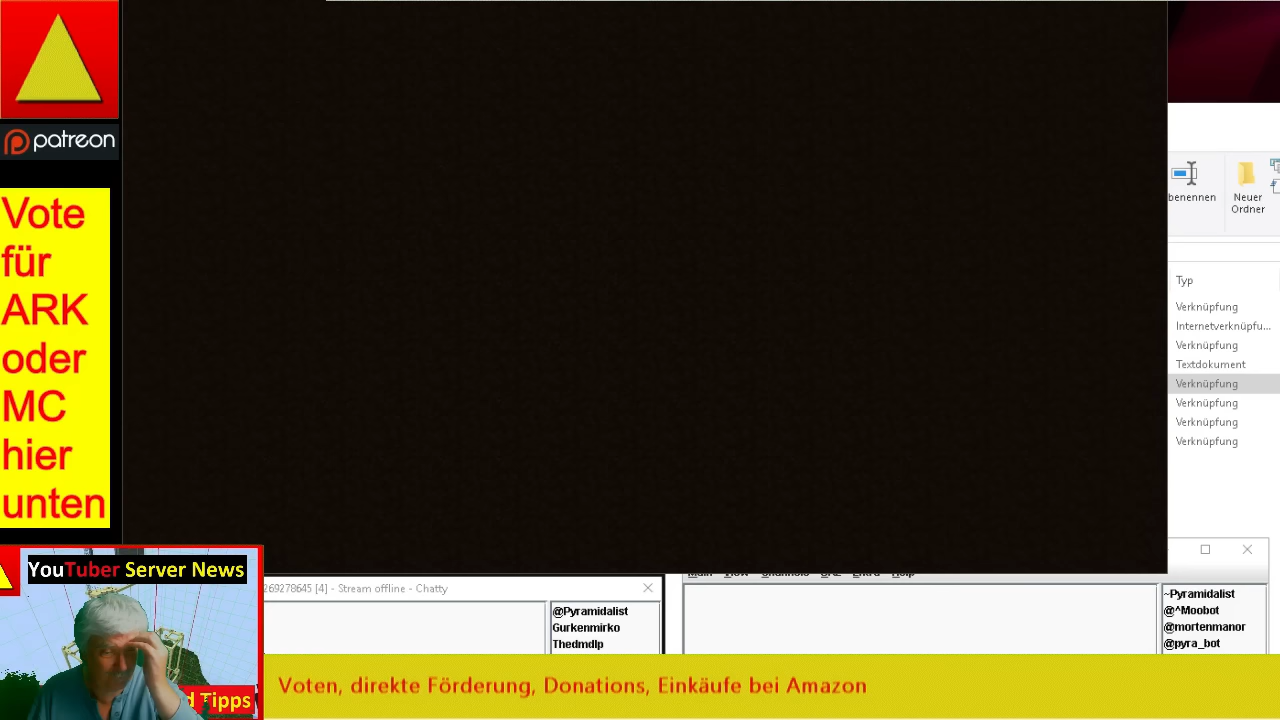 patreon
Vote
für
ARK
oder
MC
hier
unten
benennen
Neuer
Ordner
Typ
Verknüpfung
Internetverknüpfu...
Verknüpfung
Textdokument
Verknüpfung
Verknüpfung
Verknüpfung
Verknüpfung
YouTuber Server News
d Tipps
269278645 [4] - Stream offline - Chatty
@Pyramidalist
Gurkenmirko
Thedmdlp
~Pyramidalist
@^Moobot
@mortenmanor
@pyra_bot
Voten, direkte Förderung, Donations, Einkäufe bei Amazon